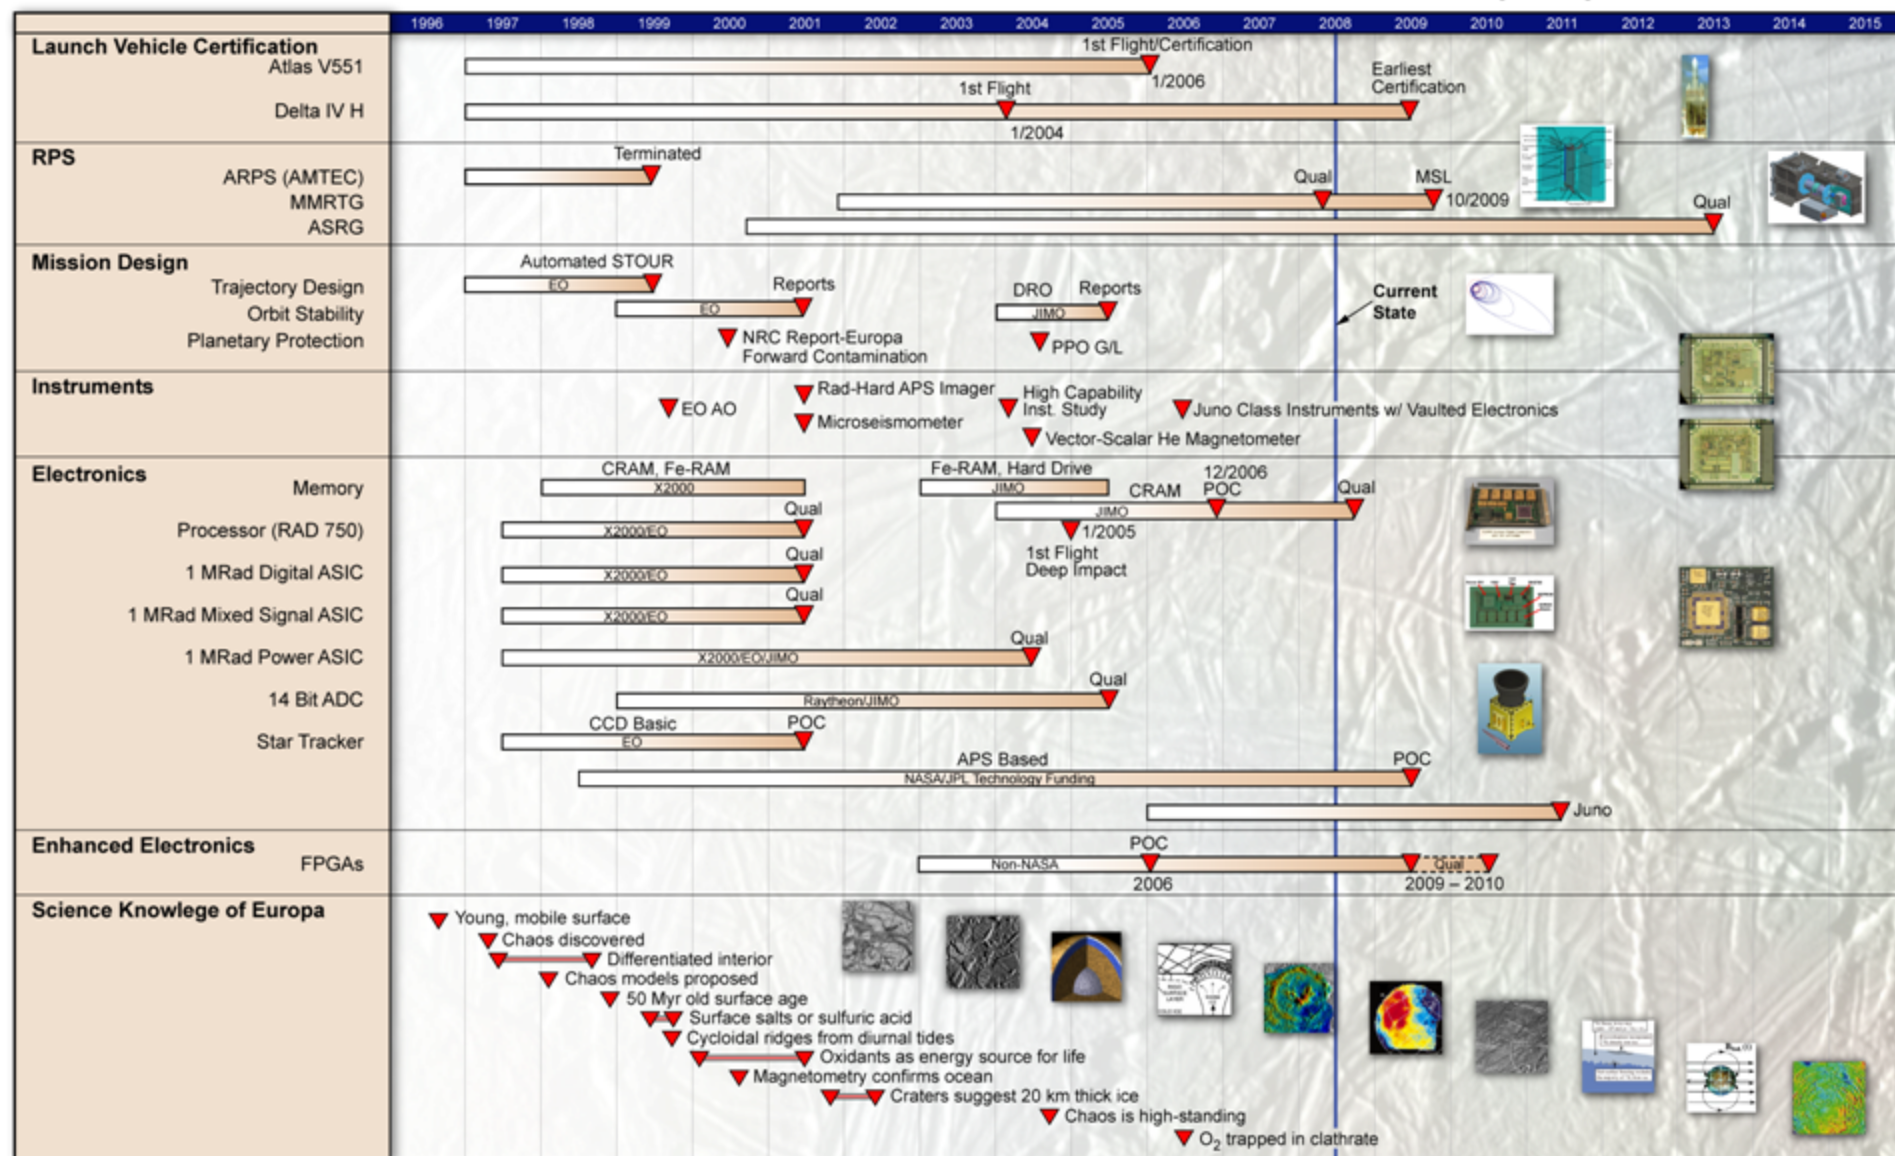 1996 1997 1998 1999 2000 2001 2002 2003 2004 2005 2006 2007 2008 2009 2010 2011 2012 2013 2014 2015
Launch Vehicle Certification
Atlas V551
1st Flight/Certification
1/2006
Delta IV H
1st Flight
1/2004
Earliest
Certification
RPS
ARPS (AMTEC)
Terminated
MMRTG
Qual
MSL
10/2009
ASRG
Qual
Mission Design
Trajectory Design
Automated STOUR
EO
Orbit Stability
EO
Reports
DRO
JIMO
Reports
Planetary Protection
NRC Report-Europa
Forward Contamination
PPO G/L
Current
State
Instruments
EO AO
Rad-Hard APS Imager
Microseismometer
High Capability
Inst. Study
Vector-Scalar He Magnetometer
Juno Class Instruments w/ Vaulted Electronics
Electronics
Memory
CRAM, Fe-RAM
X2000
Fe-RAM, Hard Drive
JIMO
CRAM
JIMO
12/2006
POC
Qual
Processor (RAD 750)
X2000/EO
Qual
1/2005
1st Flight
Deep Impact
1 MRad Digital ASIC
X2000/EO
Qual
1 MRad Mixed Signal ASIC
X2000/EO
Qual
1 MRad Power ASIC
X2000/EO/JIMO
Qual
14 Bit ADC
Raytheon/JIMO
Qual
Star Tracker
CCD Basic
EO
POC
APS Based
NASA/JPL Technology Funding
POC
Juno
Enhanced Electronics
FPGAs
Non-NASA
POC
2006
Qual
2009 – 2010
Science Knowlege of Europa
Young, mobile surface
Chaos discovered
Differentiated interior
Chaos models proposed
50 Myr old surface age
Surface salts or sulfuric acid
Cycloidal ridges from diurnal tides
Oxidants as energy source for life
Magnetometry confirms ocean
Craters suggest 20 km thick ice
Chaos is high-standing
O2 trapped in clathrate